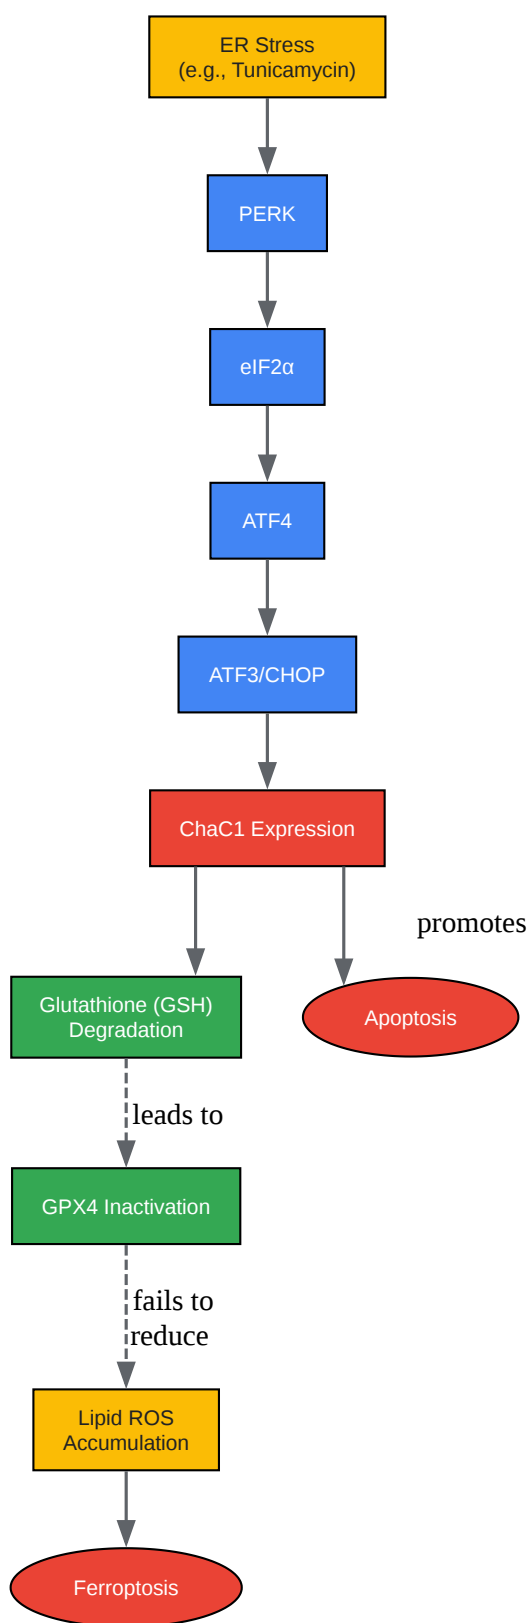 ER Stress
(e.g., Tunicamycin)
PERK
eIF2α
ATF4
ATF3/CHOP
ChaC1 Expression
promotes
Glutathione (GSH)
Degradation
Apoptosis
leads to
GPX4 Inactivation
fails to
reduce
Lipid ROS
Accumulation
Ferroptosis